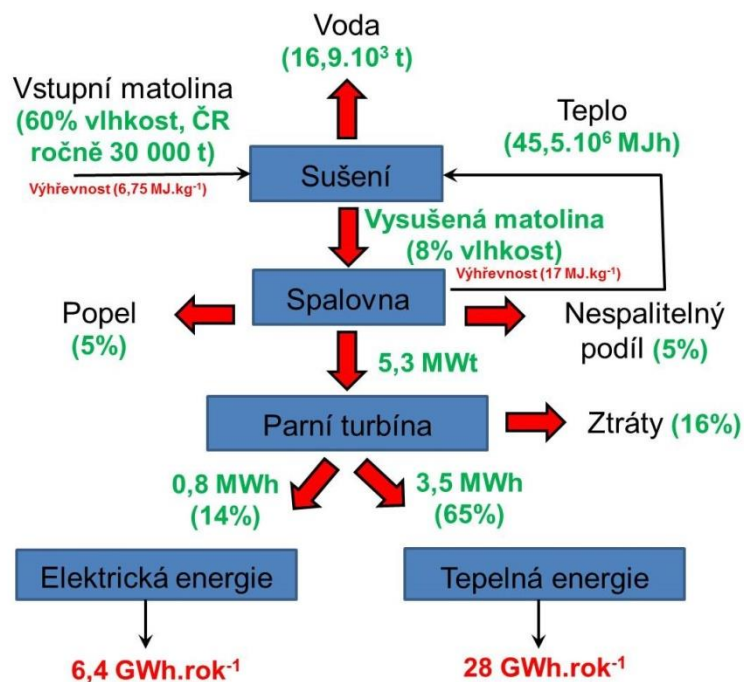 Voda
(16,9.10³ t)
Vstupní matolina
(60% vlhkost, ČR
ročně 30 000 t)
Výhřevnost (6,75 MJ.kg⁻¹)
Teplo
(45,5.10⁶ MJh)
Sušení
Vysušená matolina
(8% vlhkost)
Výhřevnost (17 MJ.kg⁻¹)
Spalovna
Popel
(5%)
Nespalitelný
podíl (5%)
5,3 MWt
Parní turbína
Ztráty (16%)
0,8 MWh
(14%)
3,5 MWh
(65%)
Elektrická energie
Tepelná energie
6,4 GWh.rok⁻¹
28 GWh.rok⁻¹